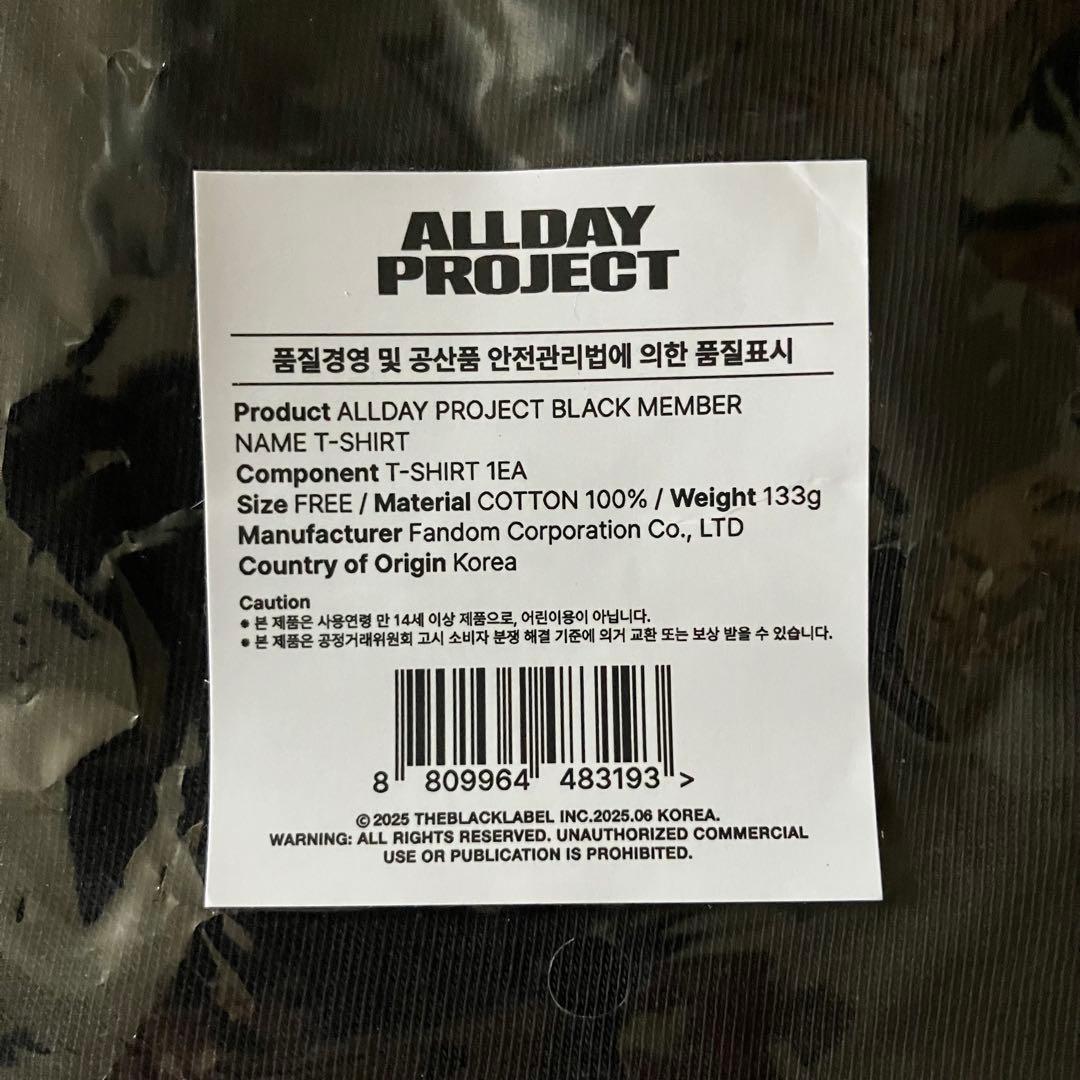 ALLDAY
PROJECT
품질경영 및 공산품 안전관리법에 의한 품질표시
Product ALLDAY PROJECT BLACK MEMBER
NAME T-SHIRT
Component T-SHIRT 1EA
Size FREE / Material COTTON 100% / Weight 133g
Manufacturer Fandom Corporation Co., LTD
Country of Origin Korea
Caution
● 본 제품은 사용연령 만 14세 이상 제품으로, 어린이용이 아닙니다.
● 본 제품은 공정거래위원회 고시 소비자 분쟁 해결 기준에 의거 교환 또는 보상 받을 수 있습니다.
8 809964 483193 >
© 2025 THEBLACKLABEL INC.2025.06 KOREA.
WARNING: ALL RIGHTS RESERVED. UNAUTHORIZED COMMERCIAL
USE OR PUBLICATION IS PROHIBITED.